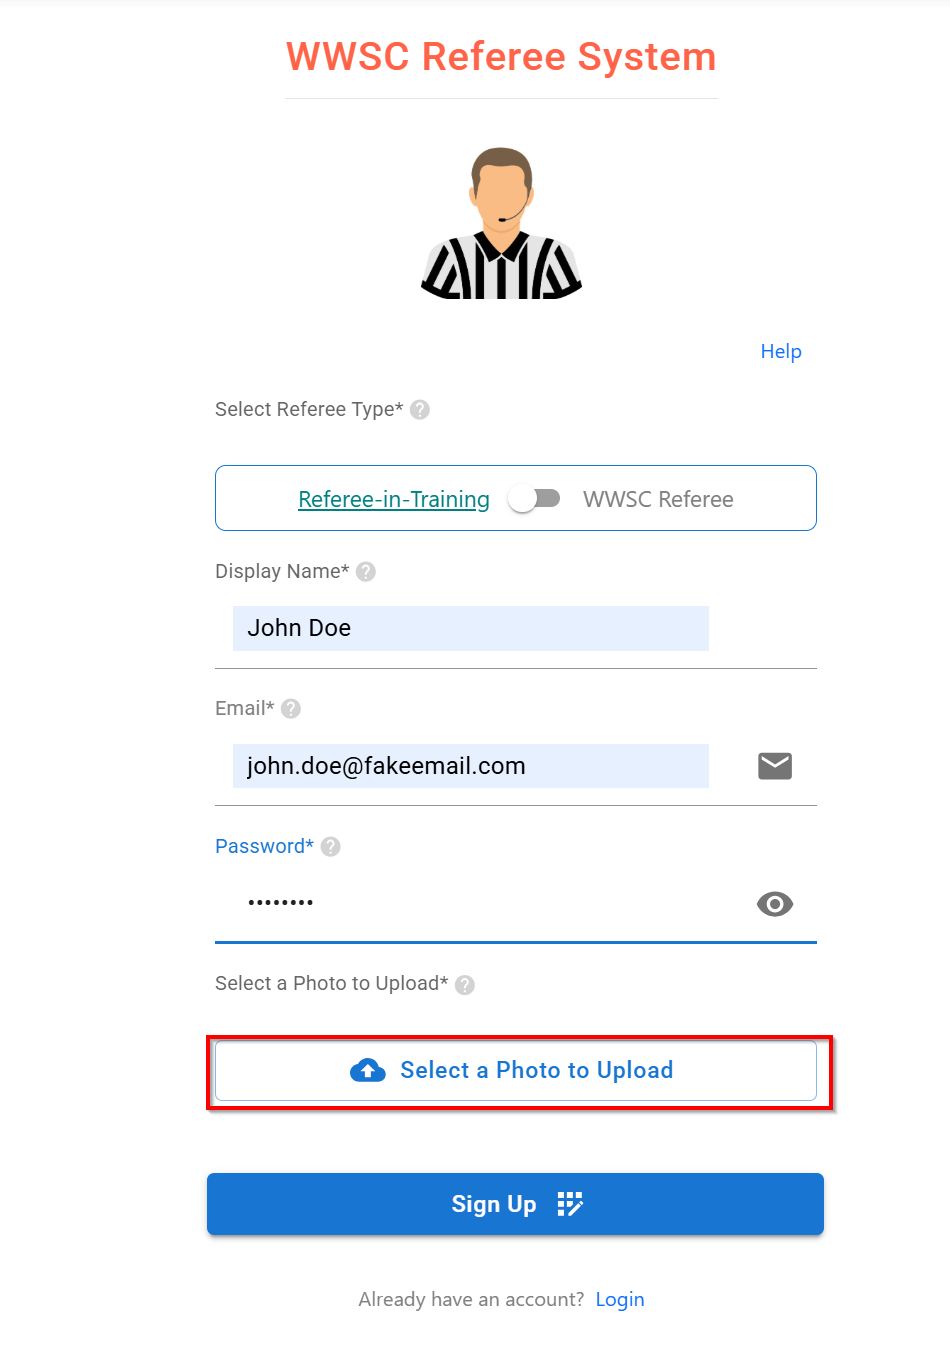 WWSC Referee System
Help
Select Referee Type* ?
Referee-in-Training WWSC Referee
Display Name* ?
John Doe
Email* ?
john.doe@fakeemail.com
Password* ?
••••••••
Select a Photo to Upload* ?
Select a Photo to Upload
Sign Up
Already have an account? Login